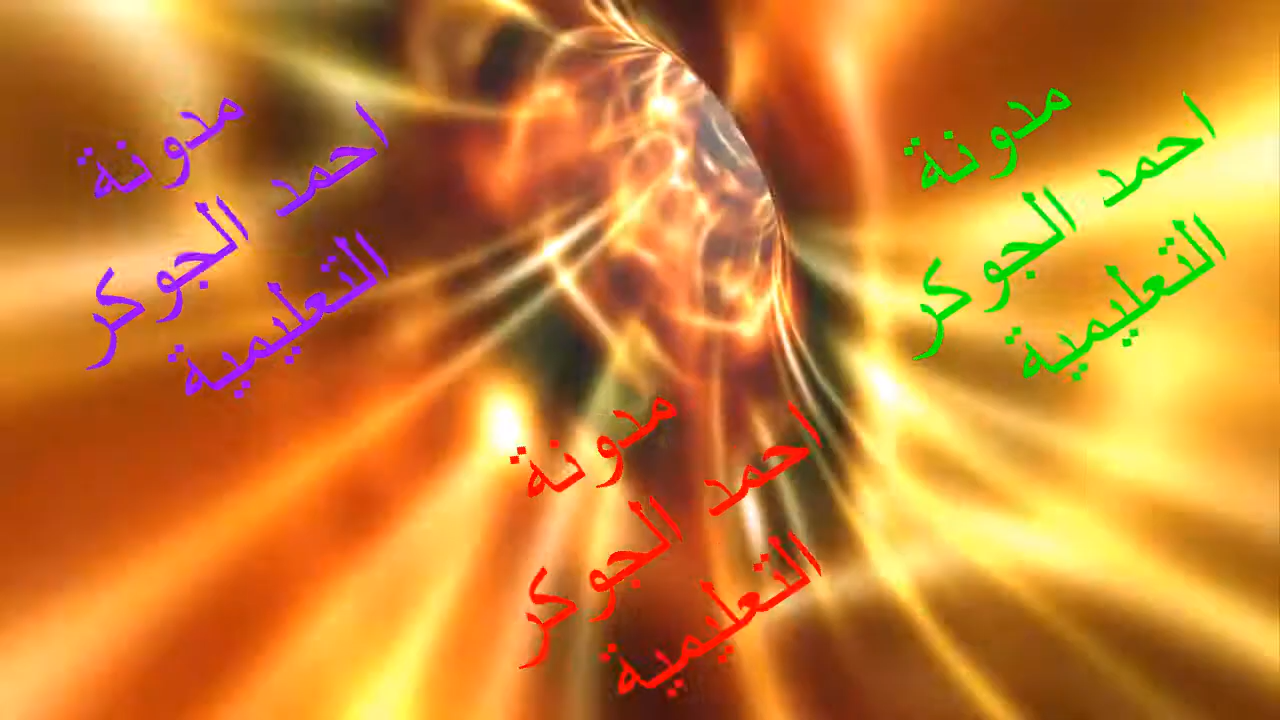 مدونة
احمد الجوكر
التعليمية
مدونة
احمد الجوكر
التعليمية
مدونة
احمد الجوكر
التعليمية